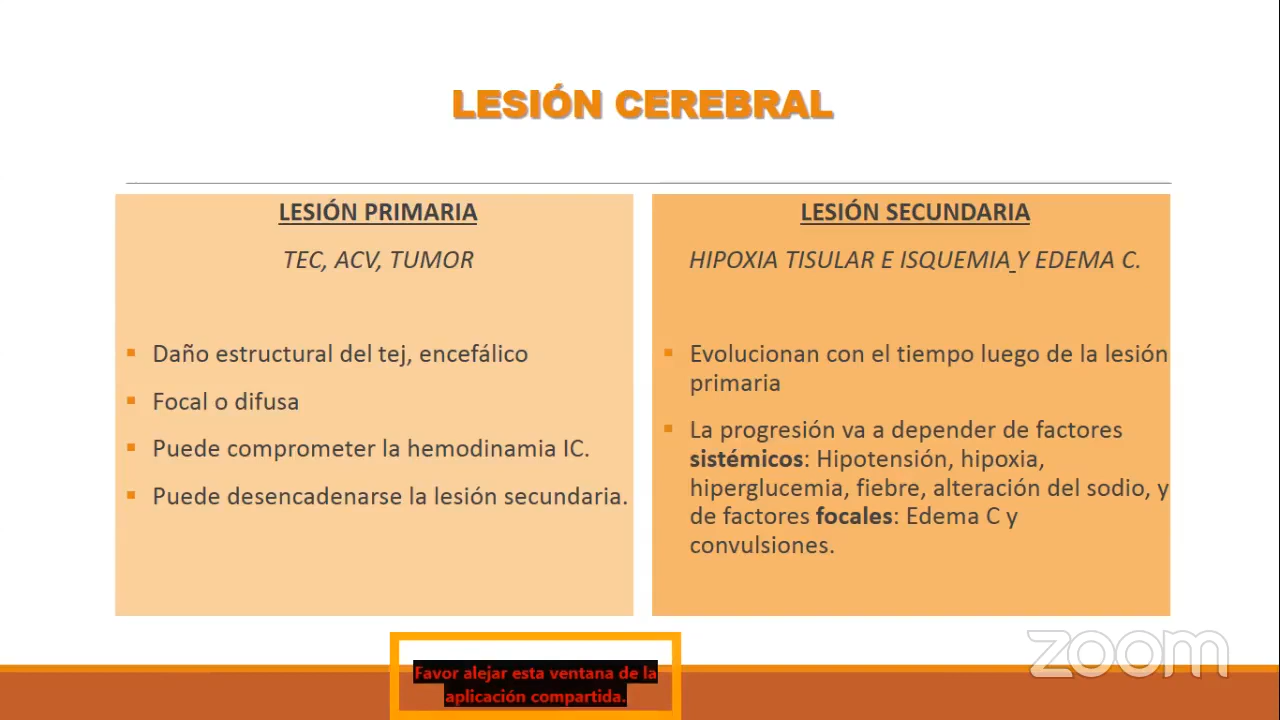 LESIÓN CEREBRAL
LESIÓN PRIMARIA
TEC, ACV, TUMOR
Daño estructural del tej, encefálico
Focal o difusa
Puede comprometer la hemodinamia IC.
Puede desencadenarse la lesión secundaria.
LESIÓN SECUNDARIA
HIPOXIA TISULAR E ISQUEMIA Y EDEMA C.
Evolucionan con el tiempo luego de la lesión
primaria
La progresión va a depender de factores
sistémicos: Hipotensión, hipoxia,
hiperglucemia, fiebre, alteración del sodio, y
de factores focales: Edema C y
convulsiones.
Favor alejar esta ventana de la
aplicación compartida.
zoom